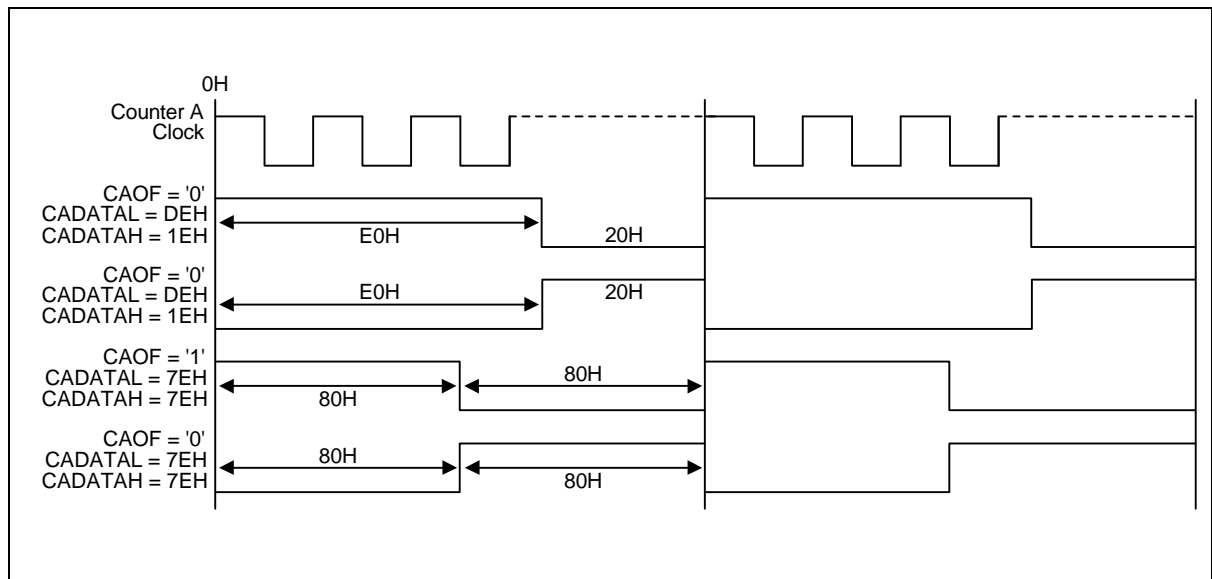 0H
Counter A
Clock
CAOF = '0'
CADATAL = DEH
CADATAH = 1EH
E0H
20H
CAOF = '0'
CADATAL = DEH
CADATAH = 1EH
E0H
20H
CAOF = '1'
CADATAL = 7EH
CADATAH = 7EH
80H
80H
CAOF = '0'
CADATAL = 7EH
CADATAH = 7EH
80H
80H